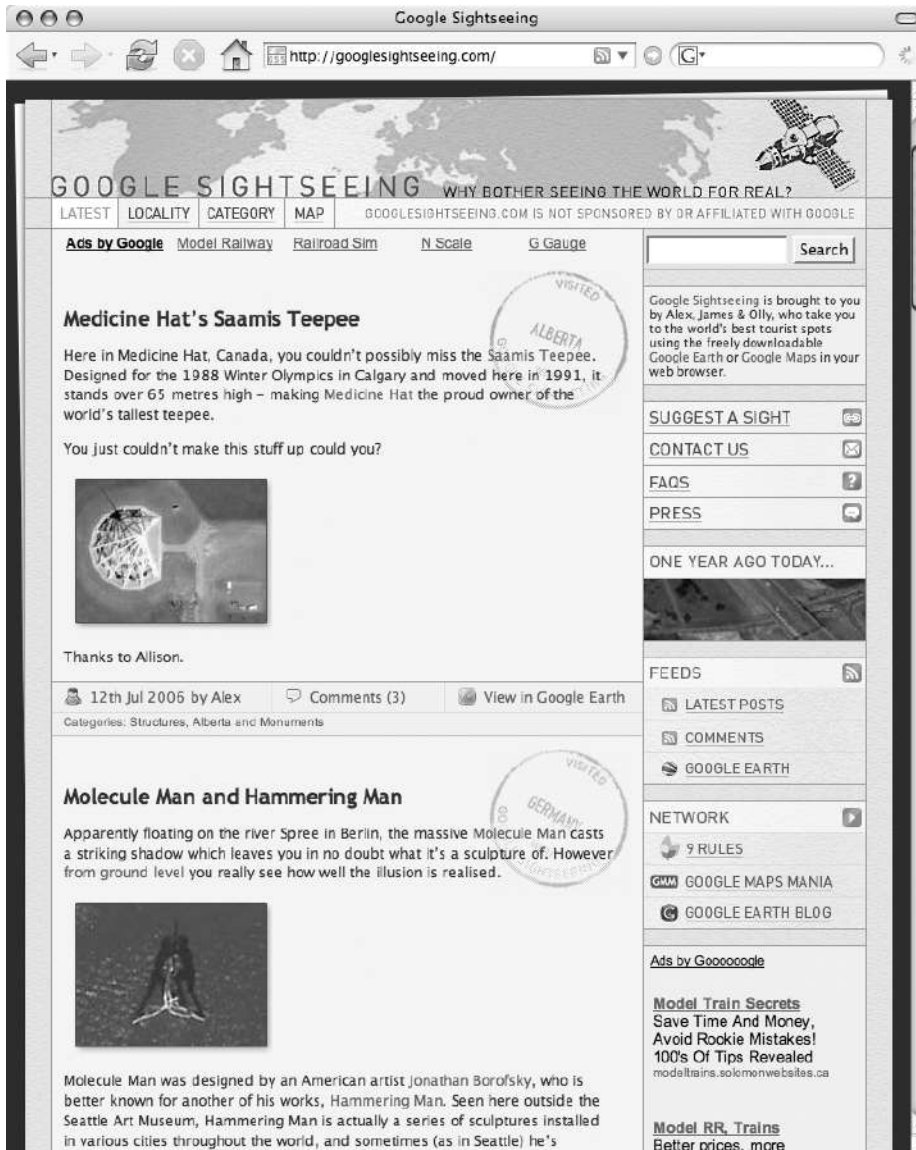 Google Sightseeing
http://googlesightseeing.com/
G
GOOGLE SIGHTSEEING WHY BOTHER SEEING THE WORLD FOR REAL?
LATEST LOCALITY CATEGORY MAP GOOGLESIGHTSEEING.COM IS NOT SPONSORED BY OR AFFILIATED WITH GOOGLE
Ads by Google Model Railway Railroad Sim N Scale G Gauge
VISITED
ALBERTA
Medicine Hat's Saamis Teepee
Here in Medicine Hat, Canada, you couldn't possibly miss the Saamis Teepee.
Designed for the 1988 Winter Olympics in Calgary and moved here in 1991, it
stands over 65 metres high – making Medicine Hat the proud owner of the
world's tallest teepee.
You just couldn't make this stuff up could you?
Thanks to Allison.
12th Jul 2006 by Alex Comments (3) View in Google Earth
Categories: Structures, Alberta and Monuments
VISITED
GERMANY
Molecule Man and Hammering Man
Apparently floating on the river Spree in Berlin, the massive Molecule Man casts
a striking shadow which leaves you in no doubt what it's a sculpture of. However
from ground level you really see how well the illusion is realised.
Molecule Man was designed by an American artist Jonathan Borofsky, who is
better known for another of his works, Hammering Man. Seen here outside the
Seattle Art Museum, Hammering Man is actually a series of sculptures installed
in various cities throughout the world, and sometimes (as in Seattle) he's
Search
Google Sightseeing is brought to you
by Alex, James & Olly, who take you
to the world's best tourist spots
using the freely downloadable
Google Earth or Google Maps in your
web browser.
SUGGEST A SIGHT
CONTACT US
FAQS
?
PRESS
ONE YEAR AGO TODAY...
FEEDS
LATEST POSTS
COMMENTS
GOOGLE EARTH
NETWORK
9 RULES
GMM GOOGLE MAPS MANIA
GOOGLE EARTH BLOG
Ads by Goooooogle
Model Train Secrets
Save Time And Money,
Avoid Rookie Mistakes!
100's Of Tips Revealed
modeltrains.solomonwebsites.ca
Model RR, Trains
Better prices, more